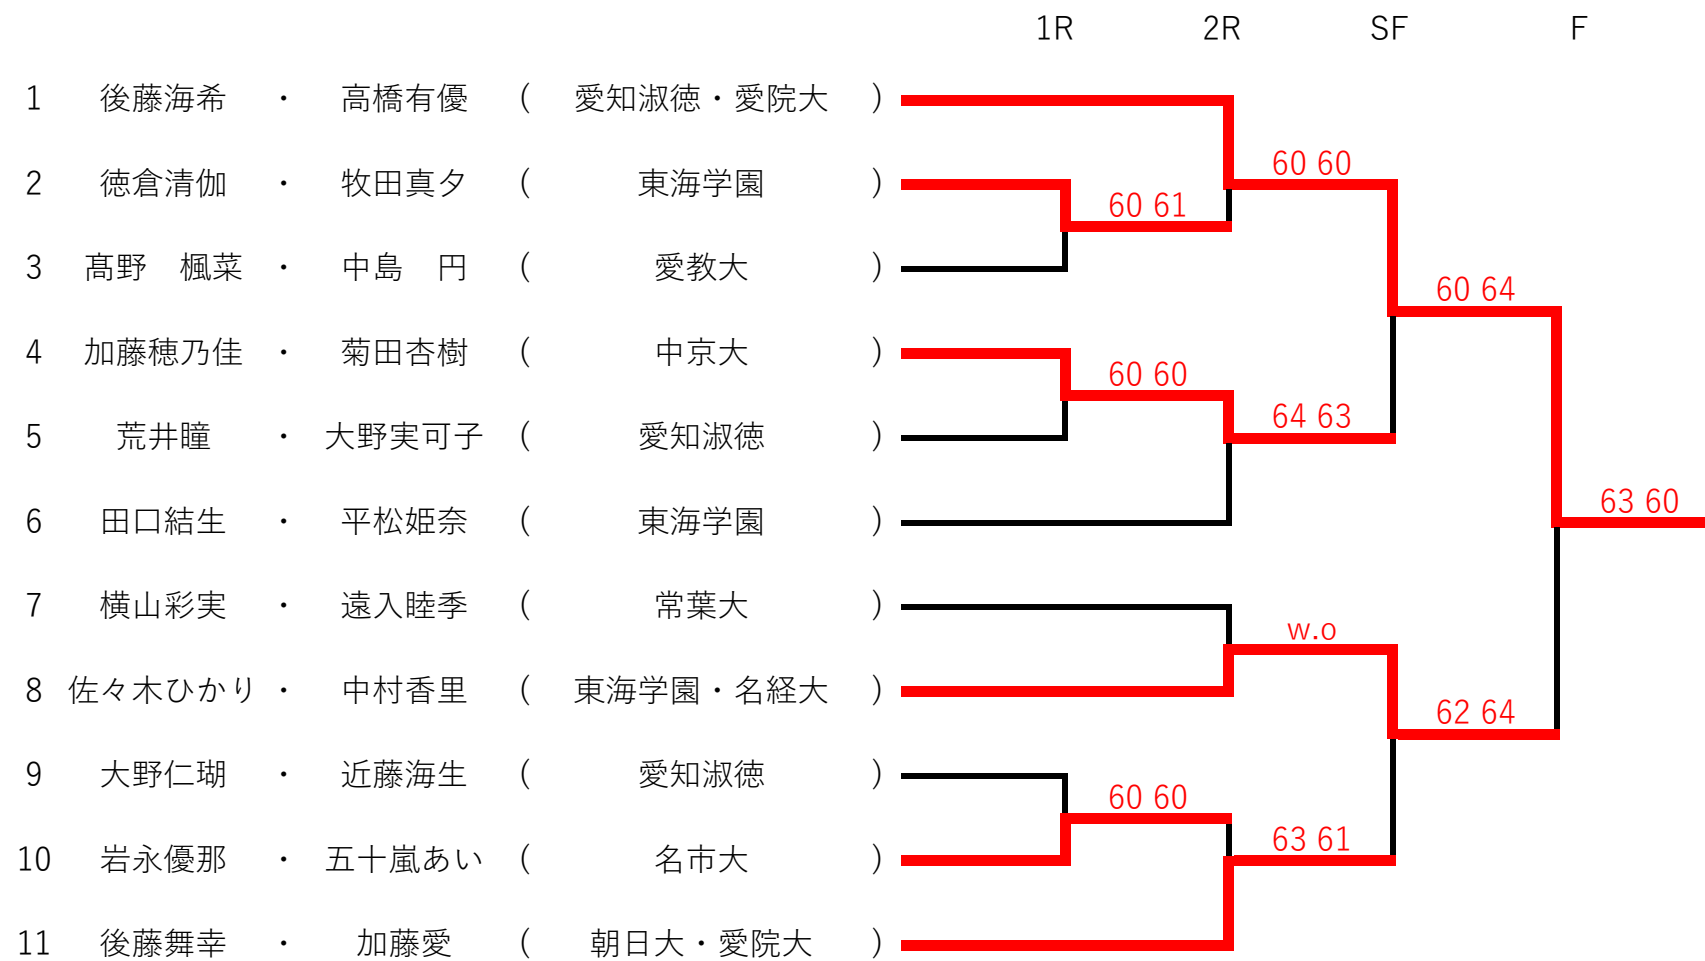 1R 2R SF F
1 後藤海希 ・ 高橋有優 ( 愛知淑徳・愛院大 )
60 60
2 徳倉清伽 ・ 牧田真夕 ( 東海学園 )
60 61
3 髙野　楓菜 ・ 中島　円 ( 愛教大 )
60 64
4 加藤穂乃佳 ・ 菊田杏樹 ( 中京大 )
60 60
64 63
5 荒井瞳 ・ 大野実可子 ( 愛知淑徳 )
63 60
6 田口結生 ・ 平松姫奈 ( 東海学園 )
7 横山彩実 ・ 遠入睦季 ( 常葉大 )
w.o
8 佐々木ひかり ・ 中村香里 ( 東海学園・名経大 )
62 64
9 大野仁瑚 ・ 近藤海生 ( 愛知淑徳 )
60 60
63 61
10 岩永優那 ・ 五十嵐あい ( 名市大 )
11 後藤舞幸 ・ 加藤愛 ( 朝日大・愛院大 )